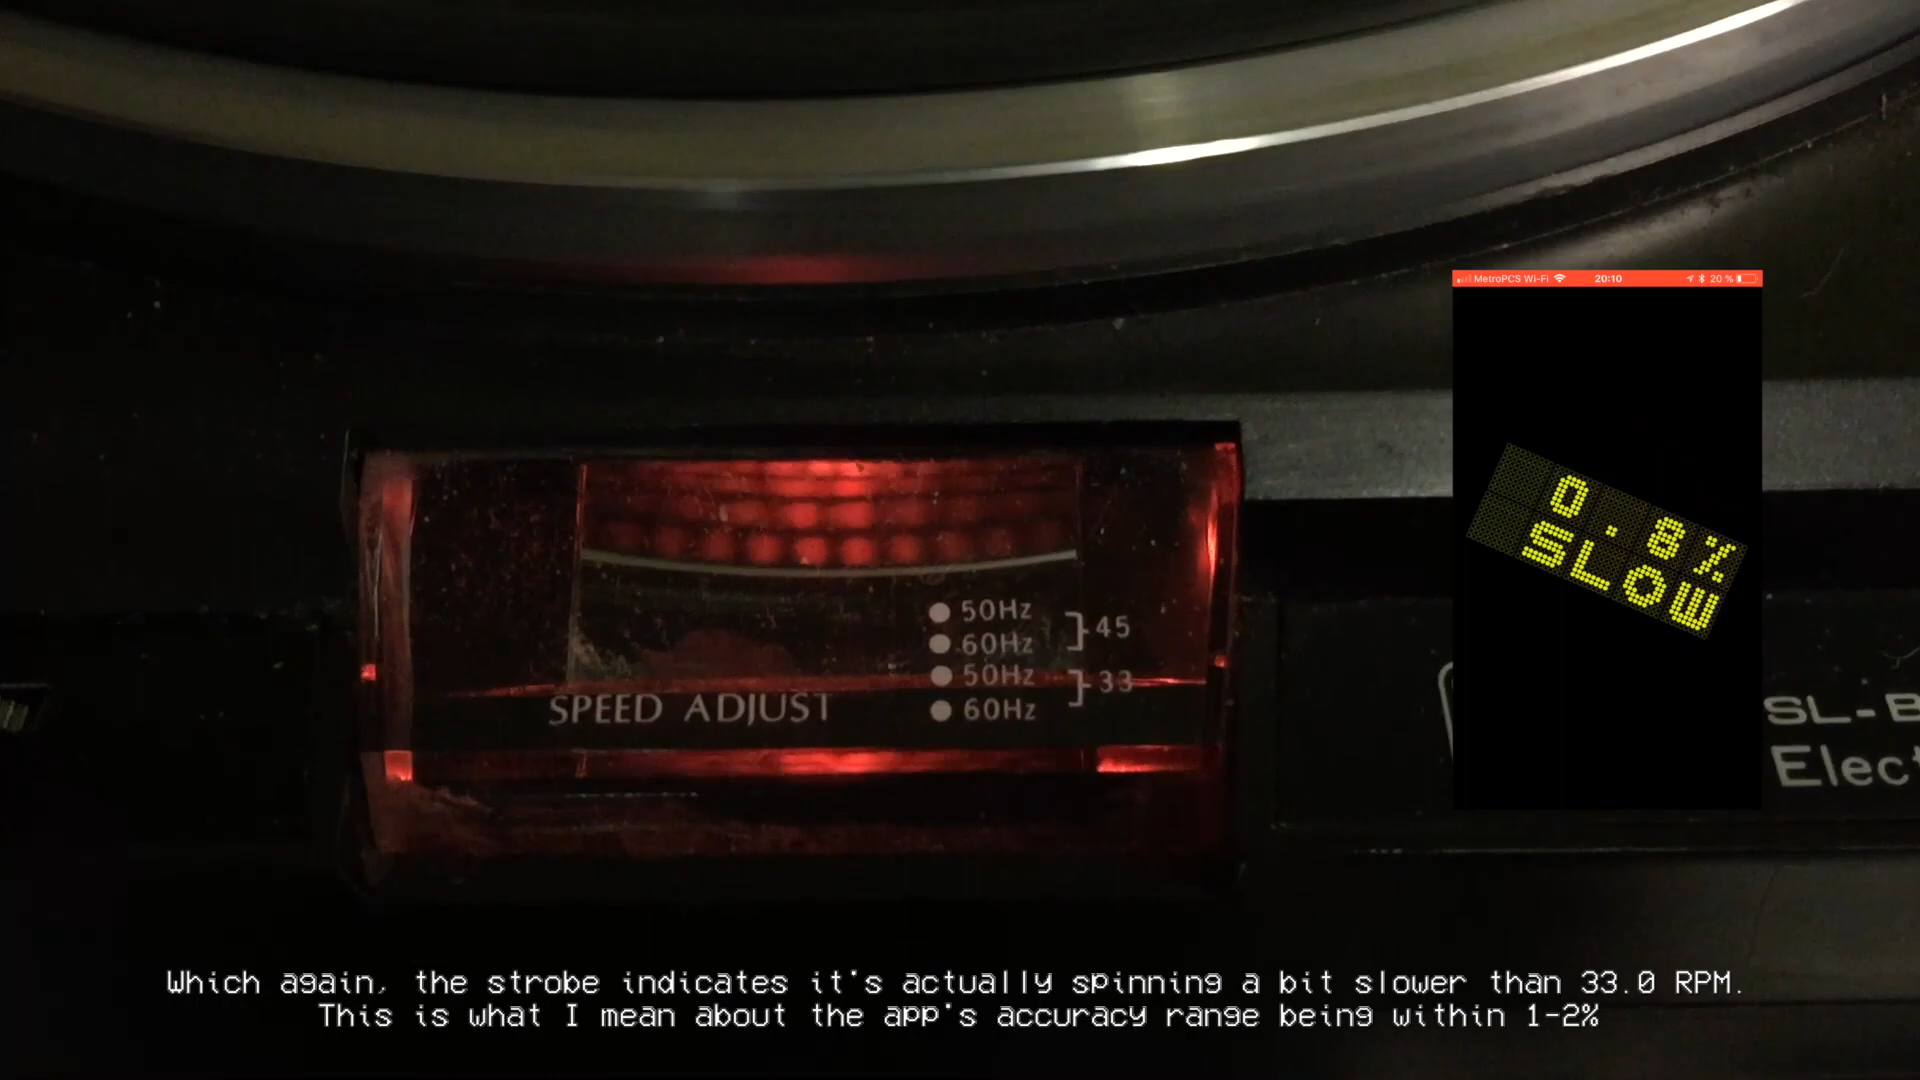 MetroPCS Wi-Fi 20:10 20 %
0.8%
SLOW
50Hz
60Hz
45
50Hz
60Hz
33
SPEED ADJUST
SL-B
Elect
Which again, the strobe indicates it's actually spinning a bit slower than 33.0 RPM.
This is what I mean about the app's accuracy range being within 1-2%